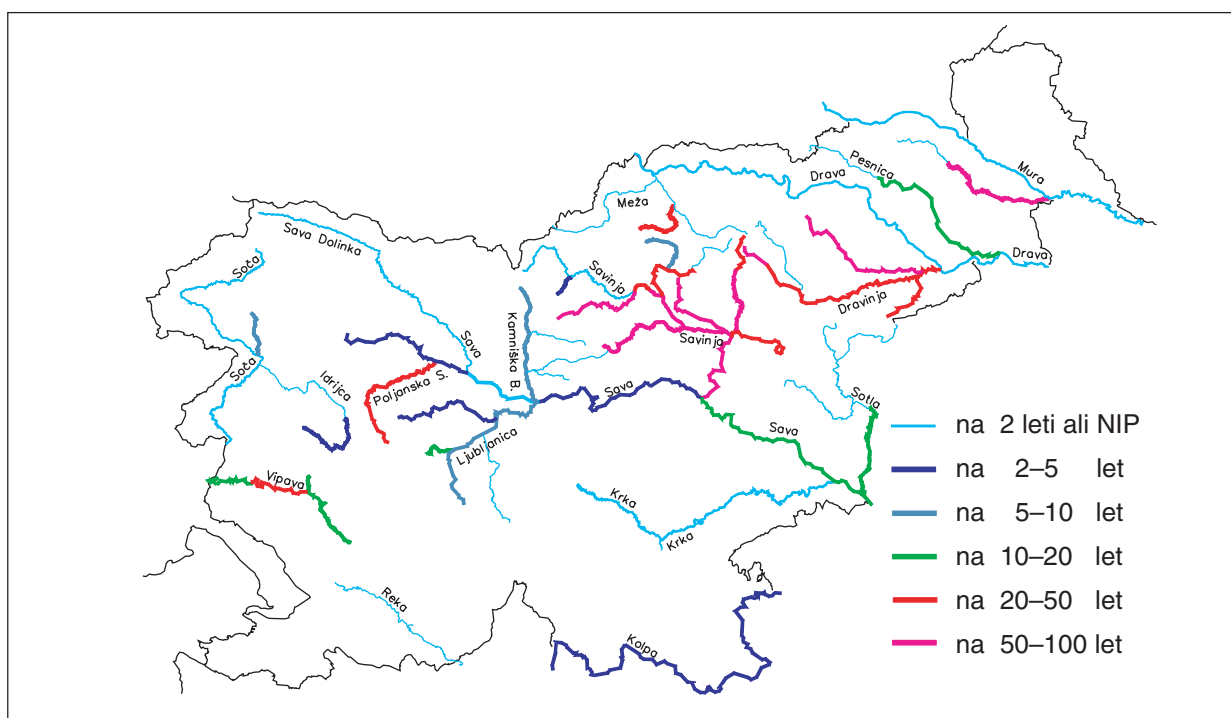 Mura
Pesnica
Drava
Meža
Sava Dolinka
Soča
Drava
Savinja
Dravinja
Kamniška B.
Sava
Savinja
Soča
Idrijca
Poljanska S.
Sava
Sotla
Sava
Ljubljanica
Vipava
Krka
Krka
Reka
Kolpa
na 2 leti ali NIP
na 2–5 let
na 5–10 let
na 10–20 let
na 20–50 let
na 50–100 let